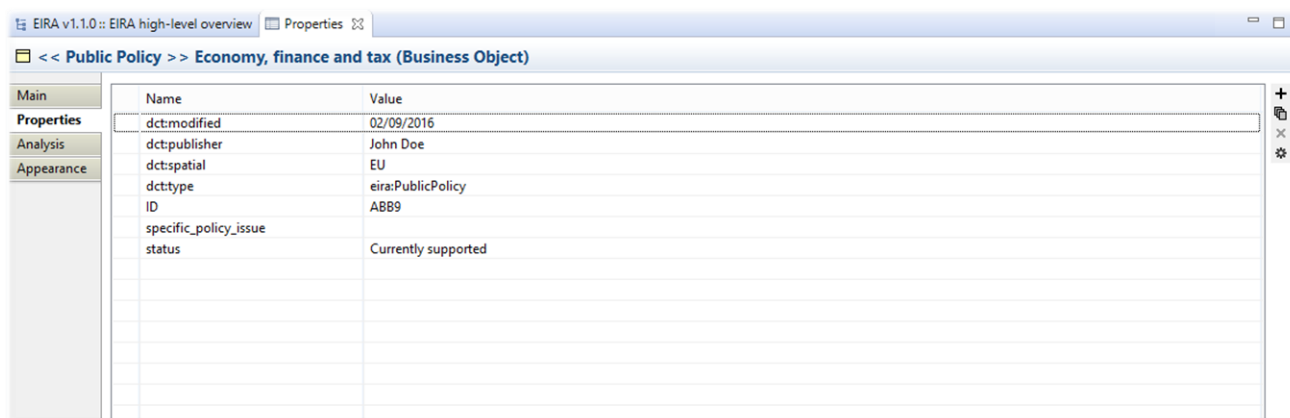 EIRA v1.1.0 :: EIRA high-level overview Properties
<< Public Policy >> Economy, finance and tax (Business Object)
Main
Properties
Analysis
Appearance
Name Value
dct:modified 02/09/2016
dct:publisher John Doe
dct:spatial EU
dct:type eira:PublicPolicy
ID ABB9
specific_policy_issue
status Currently supported